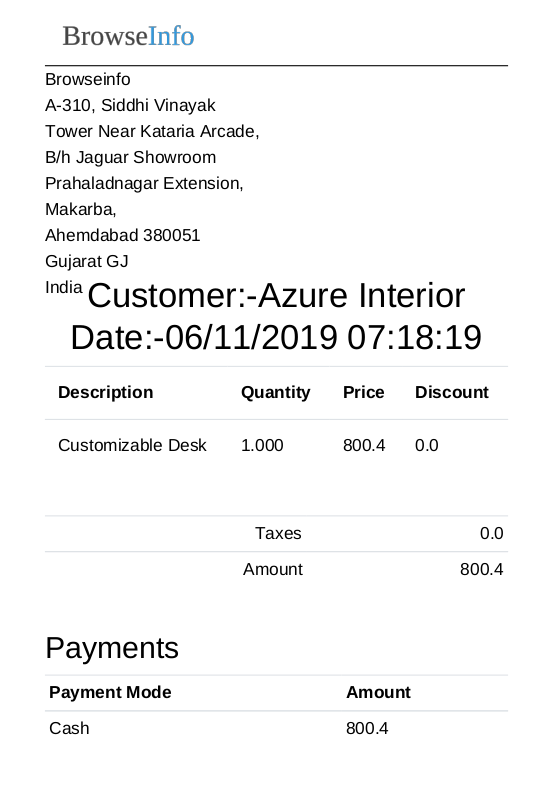 BrowseInfo
Browseinfo
A-310, Siddhi Vinayak
Tower Near Kataria Arcade,
B/h Jaguar Showroom
Prahaladnagar Extension,
Makarba,
Ahemdabad 380051
Gujarat GJ
India
Customer:-Azure Interior
Date:-06/11/2019 07:18:19
Description Quantity Price Discount
Customizable Desk 1.000 800.4 0.0
Taxes 0.0
Amount 800.4
Payments
Payment Mode Amount
Cash 800.4